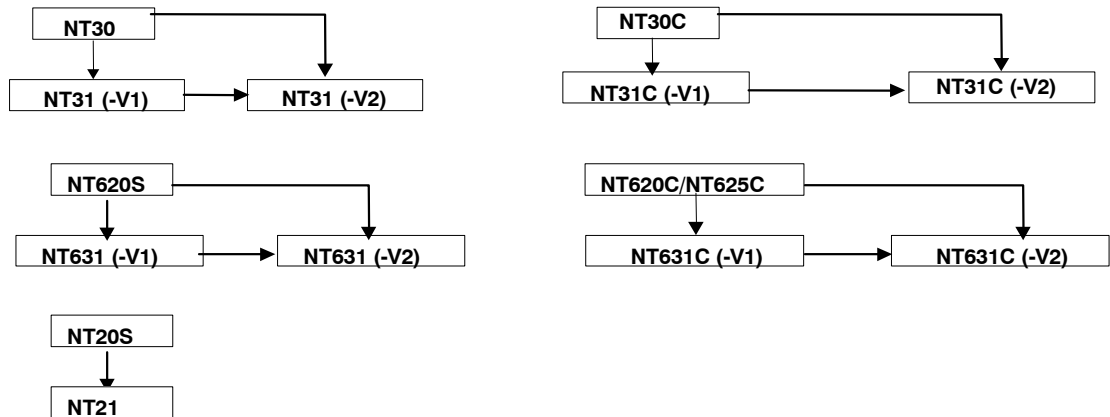 NT30
NT30C
NT31 (-V1)
NT31 (-V2)
NT31C (-V1)
NT31C (-V2)
NT620S
NT620C/NT625C
NT631 (-V1)
NT631 (-V2)
NT631C (-V1)
NT631C (-V2)
NT20S
NT21